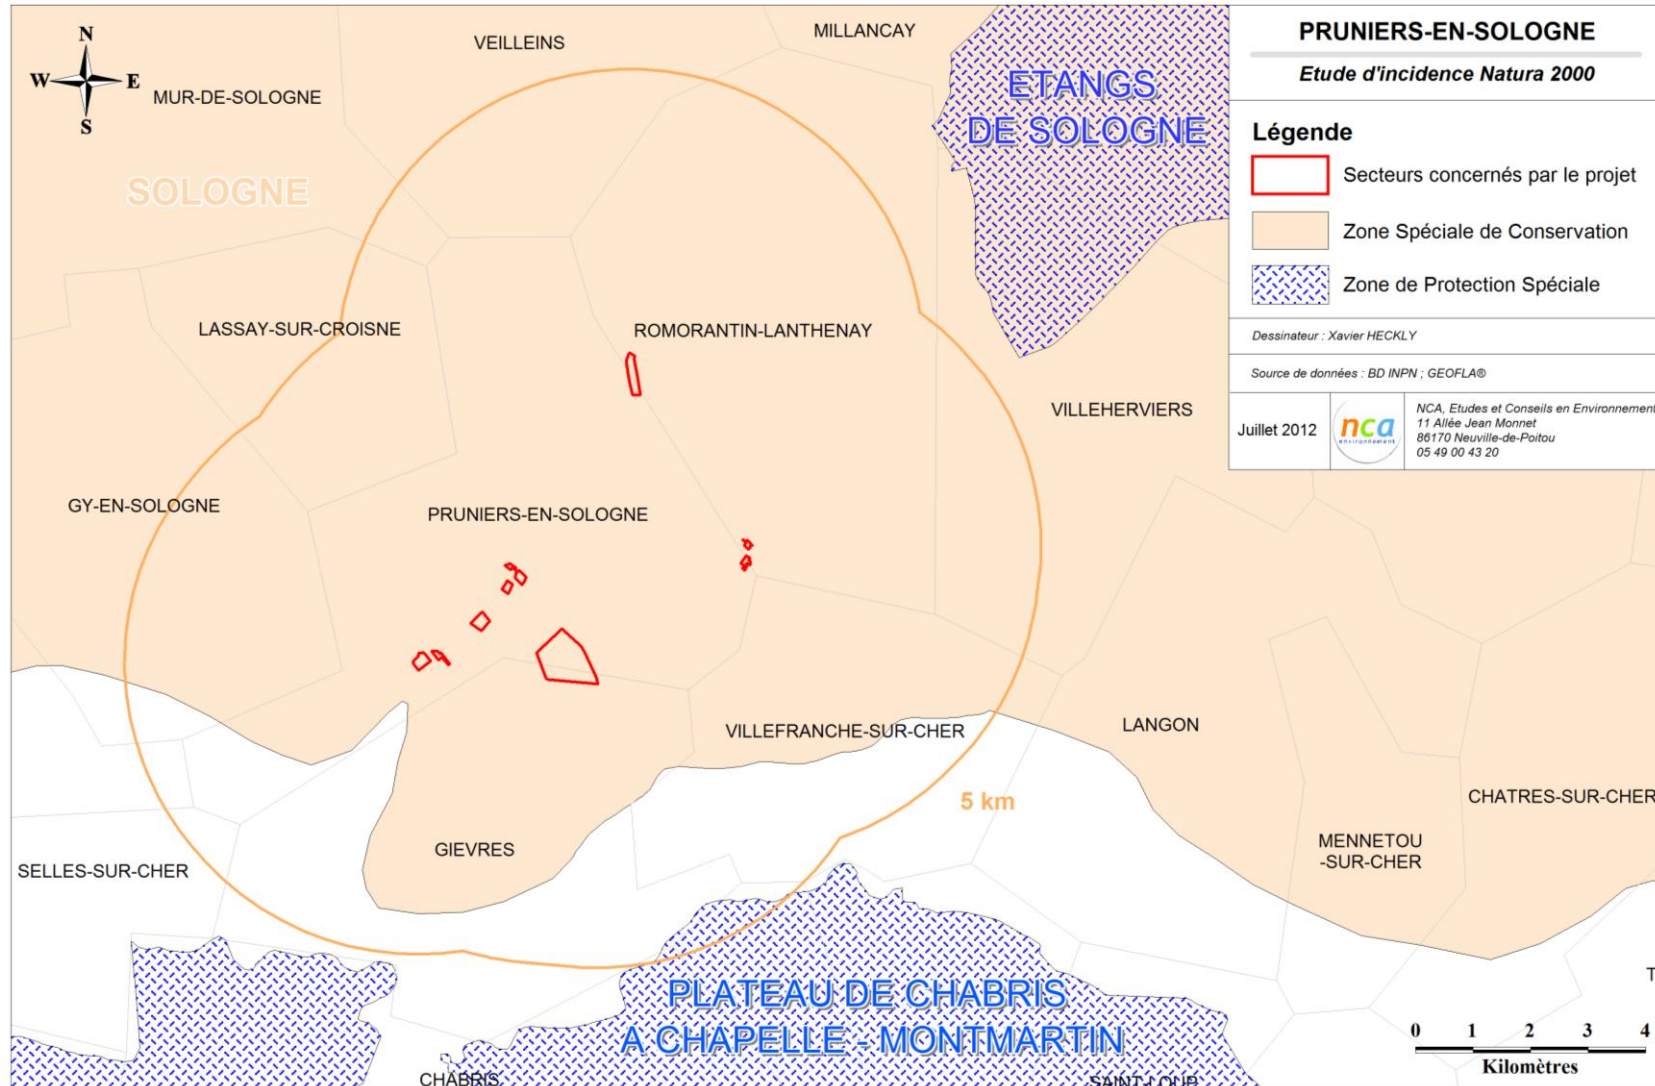 N
W E
S
VEILLEINS
MILLANCAY
MUR-DE-SOLOGNE
ETANGS
DE SOLOGNE
SOLOGNE
LASSAY-SUR-CROISNE
ROMORANTIN-LANTHENAY
VILLEHERVIERS
GY-EN-SOLOGNE
PRUNIERS-EN-SOLOGNE
VILLEFRANCHE-SUR-CHER
LANGON
5 km
CHATRES-SUR-CHER
GIEVRES
MENNETOU
-SUR-CHER
SELLES-SUR-CHER
PLATEAU DE CHABRIS
A CHAPELLE - MONTMARTIN
CHABRIS
SAINT-LOUP
T
PRUNIERS-EN-SOLOGNE
Etude d'incidence Natura 2000
Légende
Secteurs concernés par le projet
Zone Spéciale de Conservation
Zone de Protection Spéciale
Dessinateur : Xavier HECKLY
Source de données : BD INPN ; GEOFLA®
Juillet 2012
nca
environnement
NCA, Etudes et Conseils en Environnement
11 Allée Jean Monnet
86170 Neuville-de-Poitou
05 49 00 43 20
0 1 2 3 4
Kilomètres